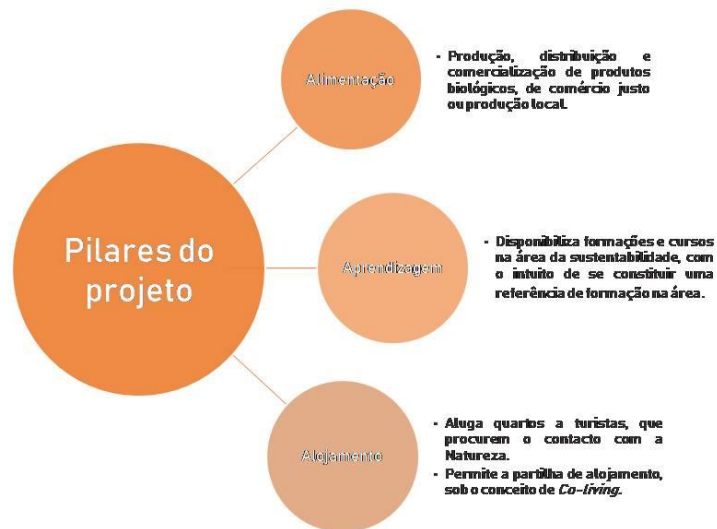 Pilares do
projeto
Alimentação
- Produção, distribuição e
comercialização de produtos
biológicos, de comércio justo
ou produção local.
Aprendizagem
- Disponibiliza formações e cursos
na área da sustentabilidade, com
o intuito de se constituir uma
referência de formação na área.
Alojamento
- Aluga quartos a turistas, que
procurem o contacto com a
Natureza.
- Permite a partilha de alojamento,
sob o conceito de Co-living.